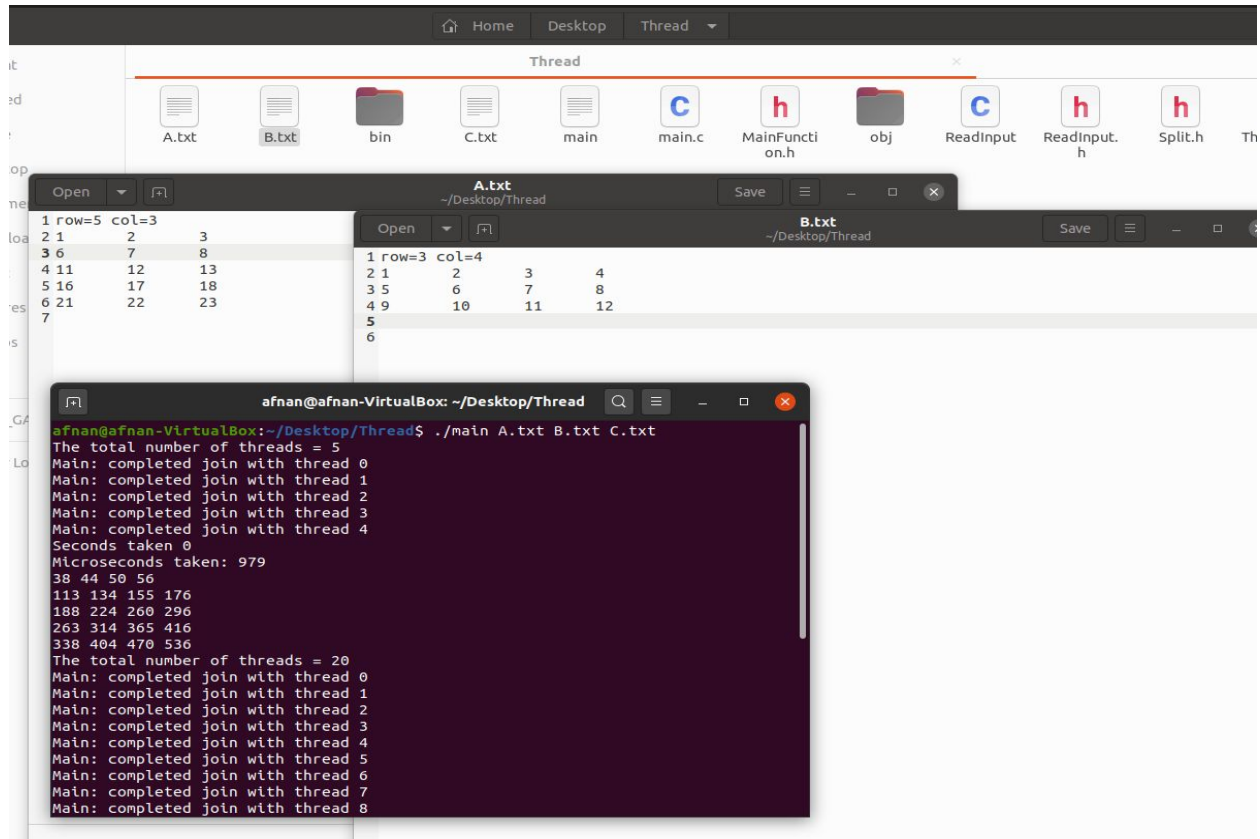 Home Desktop Thread
Thread
A.txt B.txt bin C.txt main main.c MainFuncti on.h obj ReadInput ReadInput. h Split.h Th
Open A.txt Save
~/Desktop/Thread
1 row=5 col=3
2 1 2 3
3 6 7 8
4 11 12 13
5 16 17 18
6 21 22 23
7
Open B.txt Save
~/Desktop/Thread
1 row=3 col=4
2 1 2 3 4
3 5 6 7 8
4 9 10 11 12
5
6
afnan@afnan-VirtualBox: ~/Desktop/Thread
afnan@afnan-VirtualBox:~/Desktop/Thread$ ./main A.txt B.txt C.txt
The total number of threads = 5
Main: completed join with thread 0
Main: completed join with thread 1
Main: completed join with thread 2
Main: completed join with thread 3
Main: completed join with thread 4
Seconds taken 0
Microseconds taken: 979
38 44 50 56
113 134 155 176
188 224 260 296
263 314 365 416
338 404 470 536
The total number of threads = 20
Main: completed join with thread 0
Main: completed join with thread 1
Main: completed join with thread 2
Main: completed join with thread 3
Main: completed join with thread 4
Main: completed join with thread 5
Main: completed join with thread 6
Main: completed join with thread 7
Main: completed join with thread 8